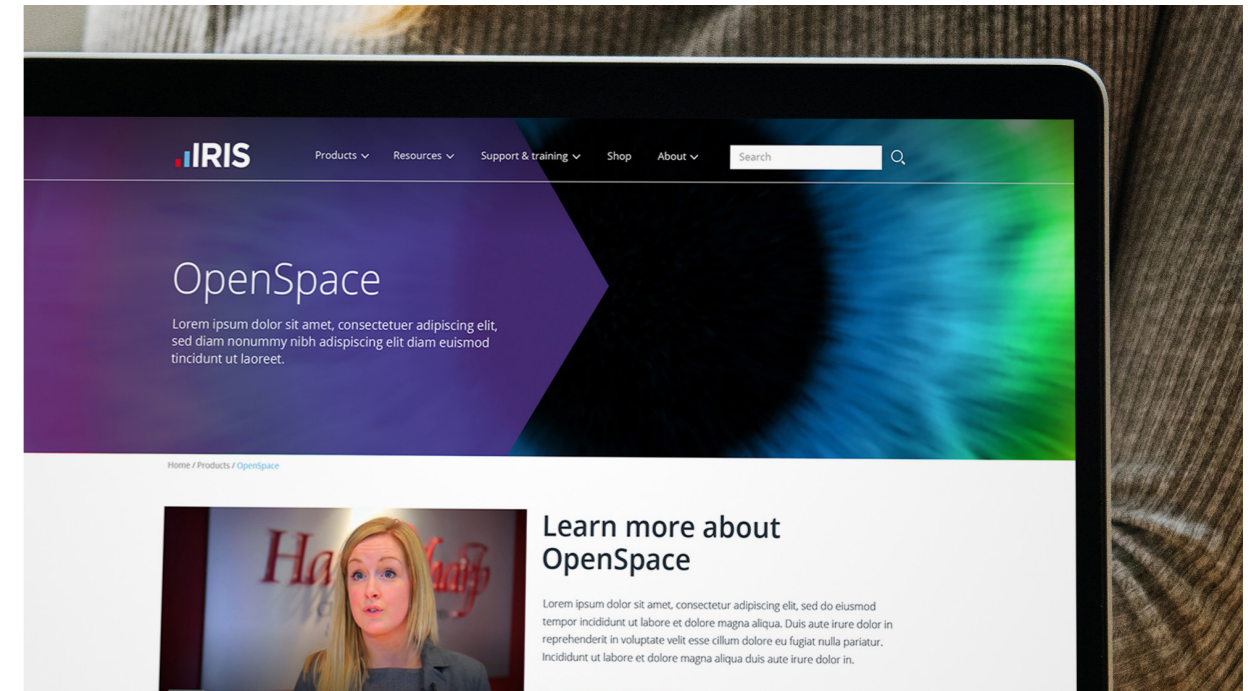 IRIS
Products Resources Support & training Shop About Search
OpenSpace
Lorem ipsum dolor sit amet, consectetuer adipiscing elit,
sed diam nonummy nibh adispiscing elit diam euismod
tincidunt ut laoreet.
Home / Products / OpenSpace
Learn more about
OpenSpace
Lorem ipsum dolor sit amet, consectetur adipiscing elit, sed do eiusmod
tempor incididunt ut labore et dolore magna aliqua. Duis aute irure dolor in
reprehenderit in voluptate velit esse cillum dolore eu fugiat nulla pariatur.
Incididunt ut labore et dolore magna aliqua duis aute irure dolor in.